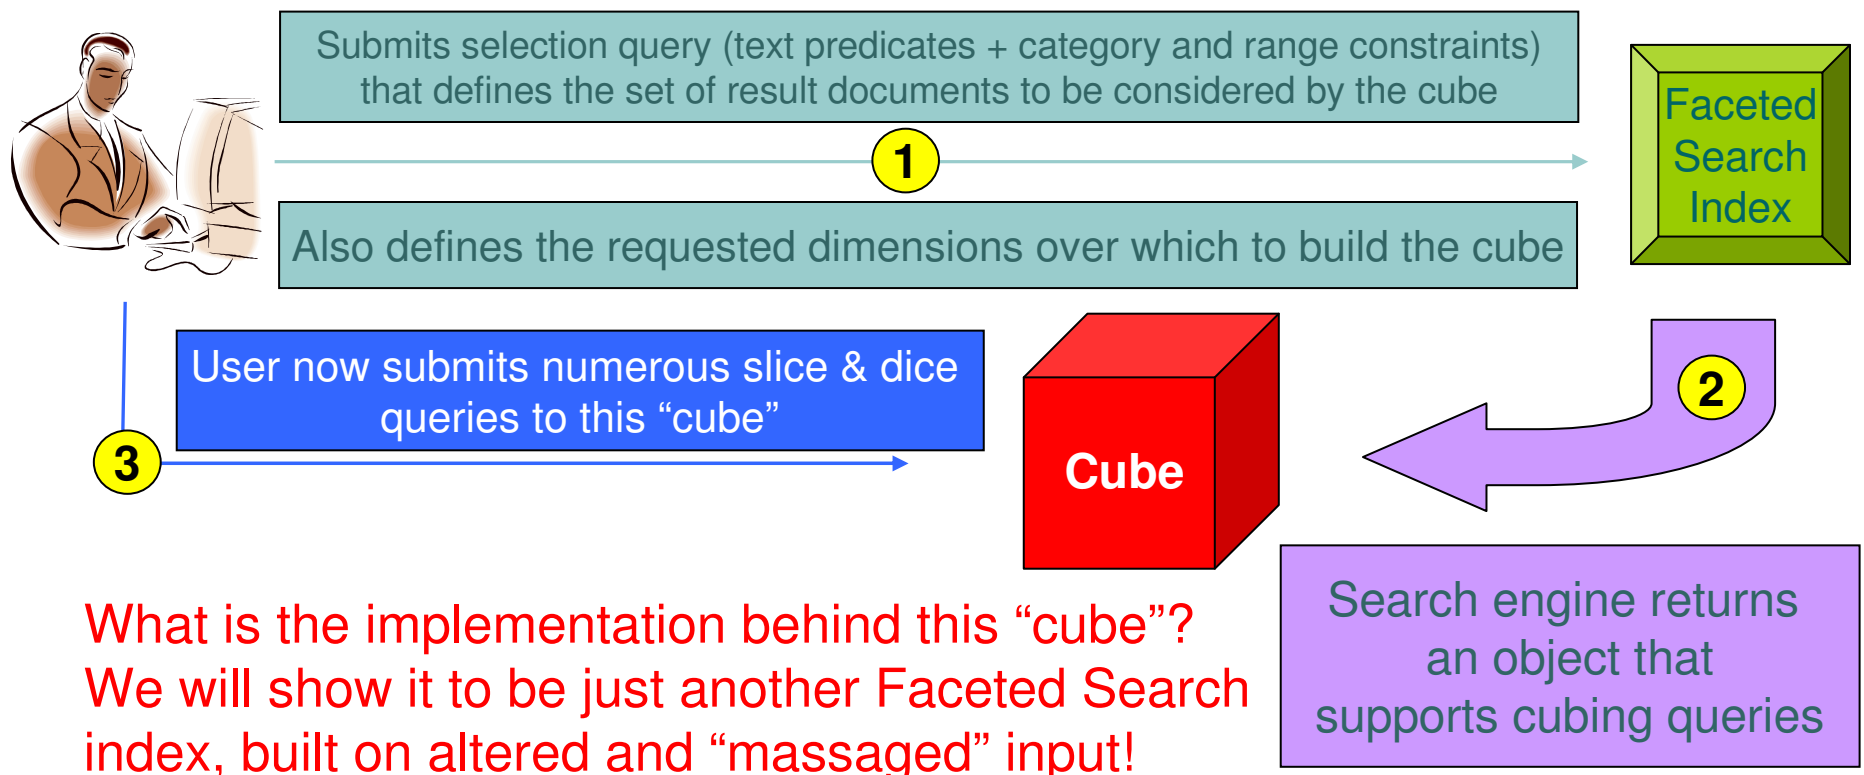 Submits selection query (text predicates + category and range constraints)
that defines the set of result documents to be considered by the cube
Faceted
Search
Index
1
Also defines the requested dimensions over which to build the cube
User now submits numerous slice & dice
queries to this “cube”
2
3
Cube
Search engine returns
an object that
supports cubing queries
What is the implementation behind this “cube”?
We will show it to be just another Faceted Search
index, built on altered and “massaged” input!